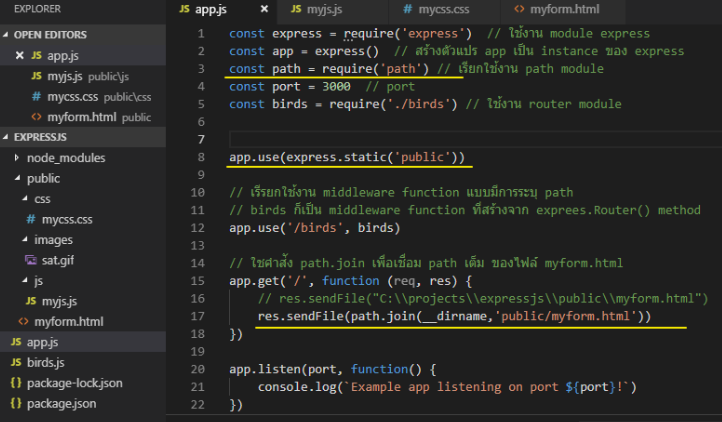 EXPLORER
OPEN EDITORS
× JS app.js
JS myjs.js public\js
# mycss.css public\css
<> myform.html public
EXPRESSJS
node_modules
public
css
# mycss.css
images
sat.gif
js
JS myjs.js
<> myform.html
JS app.js
JS birds.js
{ } package-lock.json
{ } package.json
JS app.js × JS myjs.js # mycss.css <> myform.html
1 const express = require('express') // ใช้งาน module express
2 const app = express() // สร้างตัวแปร app เป็น instance ของ express
3 const path = require('path') // เรียกใช้งาน path module
4 const port = 3000 // port
5 const birds = require('./birds') // ใช้งาน router module
6
7
8 app.use(express.static('public'))
9
10 // เรียกใช้งาน middleware function แบบมีการระบุ path
11 // birds ก็เป็น middleware function ที่สร้างจาก exprees.Router() method
12 app.use('/birds', birds)
13
14 // ใช้คำสั่ง path.join เพื่อเชื่อม path เต็ม ของไฟล์ myform.html
15 app.get('/', function (req, res) {
16 // res.sendFile("C:\\projects\\expressjs\\public\\myform.html")
17 res.sendFile(path.join(__dirname,'public/myform.html'))
18 })
19
20 app.listen(port, function() {
21 console.log(`Example app listening on port ${port}!`)
22 })